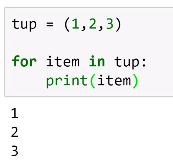 tup = (1,2,3)
for item in tup:
    print(item)
1
2
3